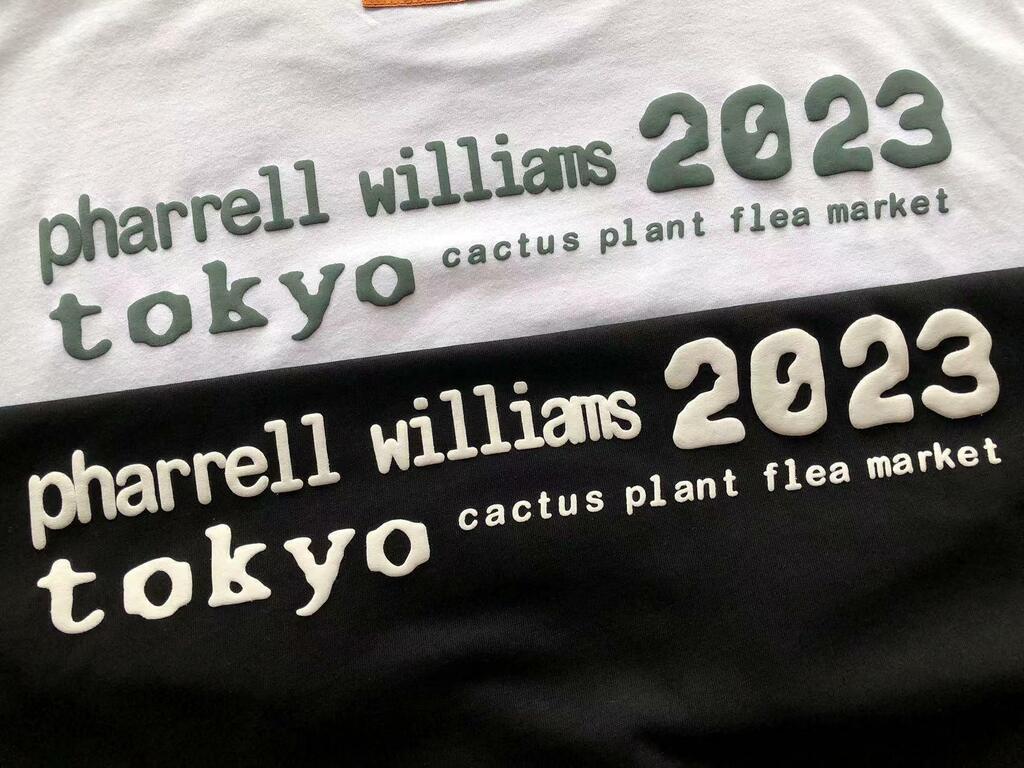 pharrell williams 2023
tokyo cactus plant flea market
pharrell williams 2023
tokyo cactus plant flea market